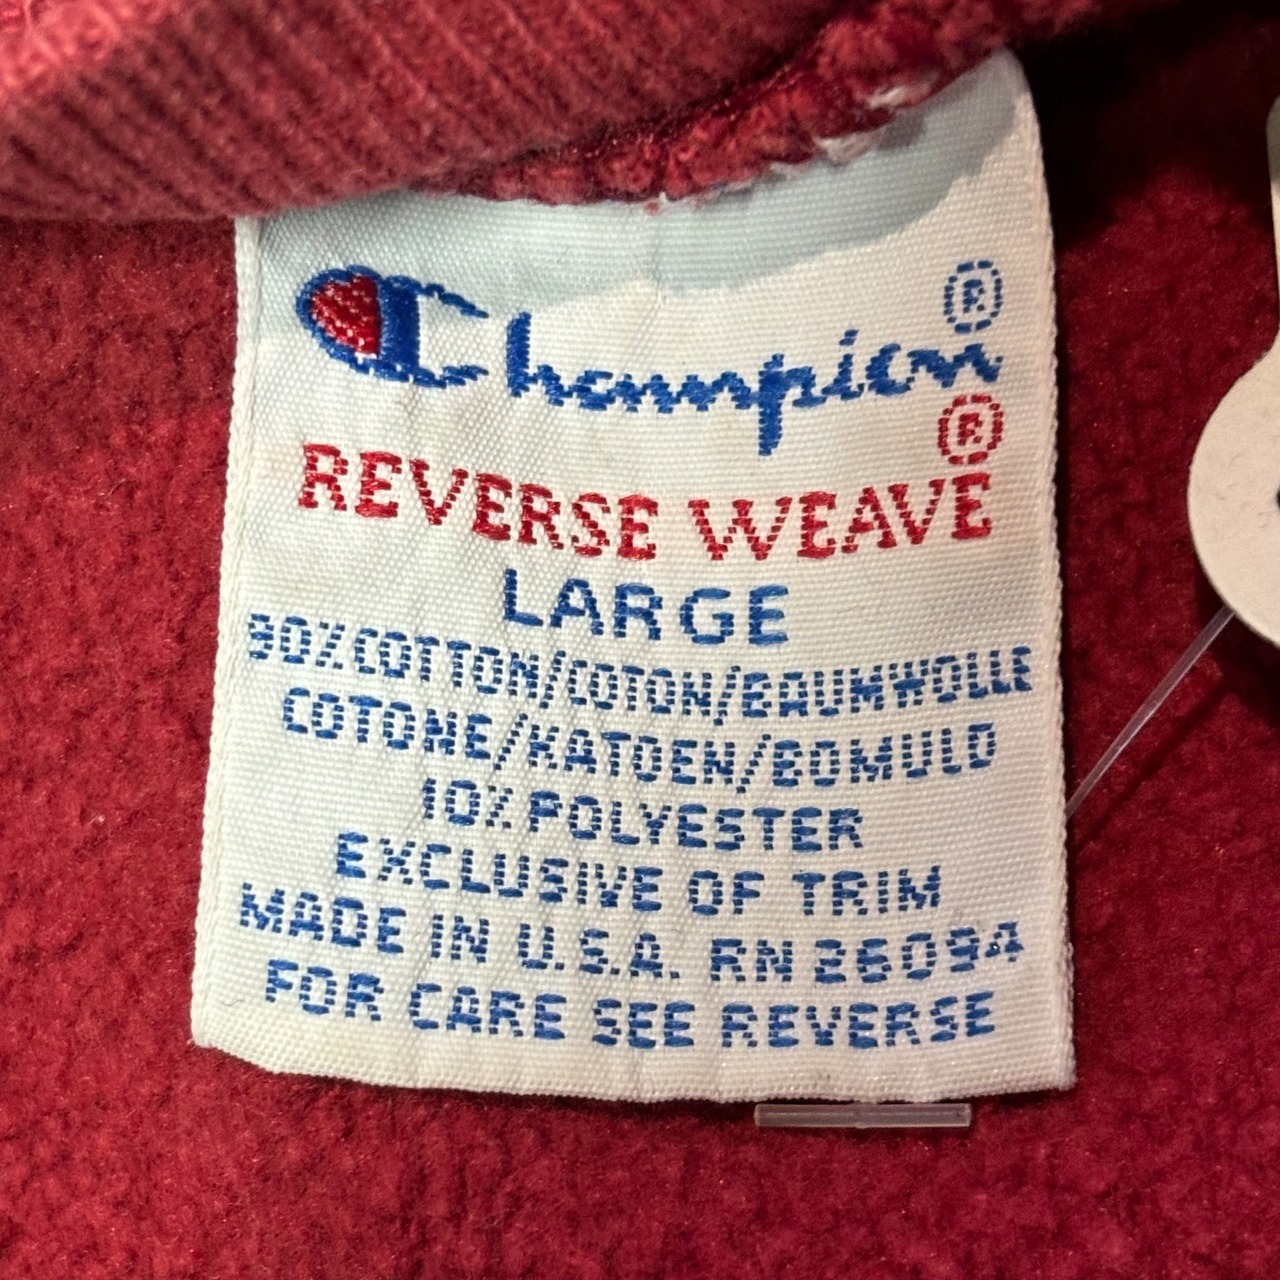 Champion®
REVERSE WEAVE®
LARGE
90% COTTON/COTON/BAUMWOLLE
COTONE/KATOEN/BOMULD
10% POLYESTER
EXCLUSIVE OF TRIM
MADE IN U.S.A. RN 26094
FOR CARE SEE REVERSE